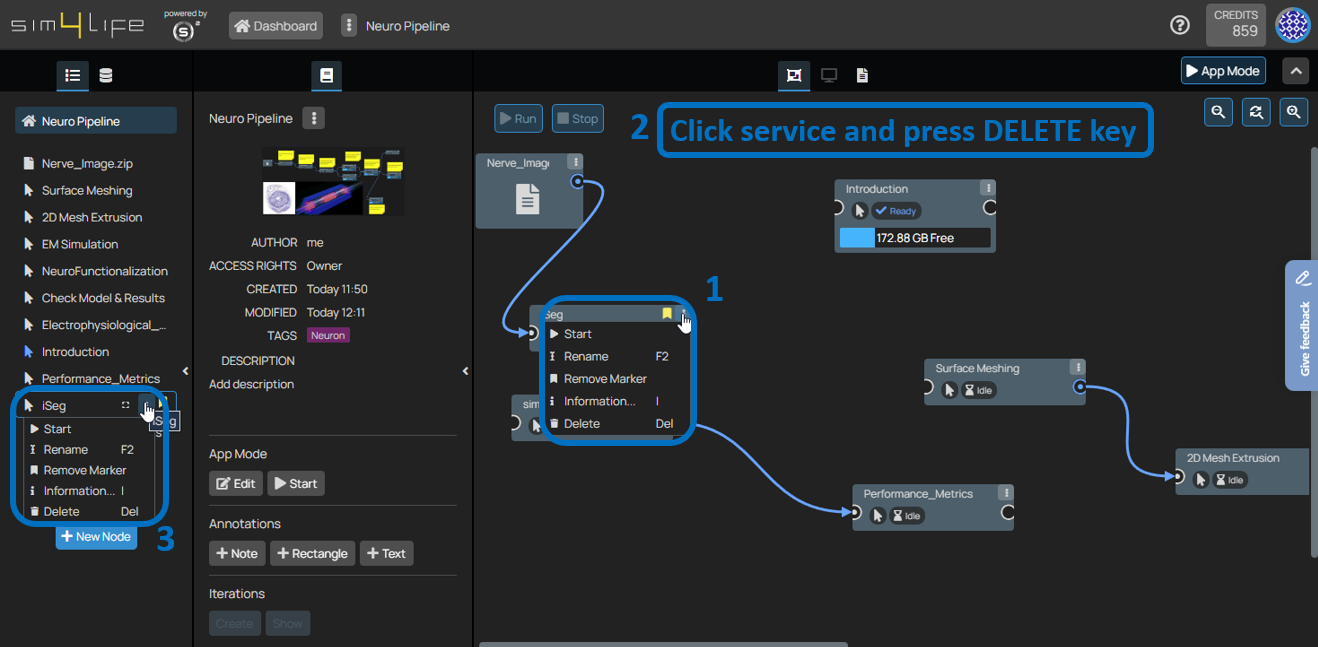 sim4life
powered by
Dashboard
Neuro Pipeline
CREDITS
859
App Mode
Neuro Pipeline
Nerve_Image.zip
Surface Meshing
2D Mesh Extrusion
EM Simulation
NeuroFunctionalization
Check Model & Results
Electrophysiological_...
Introduction
Performance_Metrics
iSeg
iSeg
Start
Rename F2
Remove Marker
Information... I
Delete Del
3
New Node
Neuro Pipeline
AUTHOR me
ACCESS RIGHTS Owner
CREATED Today 11:50
MODIFIED Today 12:11
TAGS Neuron
DESCRIPTION
Add description
App Mode
Edit Start
Annotations
Note Rectangle Text
Iterations
Create Show
Run Stop
2 Click service and press DELETE key
Nerve_Imag
Introduction
Ready
172.88 GB Free
1
Seg
Start
Rename F2
Remove Marker
Information... I
Delete Del
sim
Surface Meshing
Idle
2D Mesh Extrusion
Idle
Performance_Metrics
Idle
Give feedback